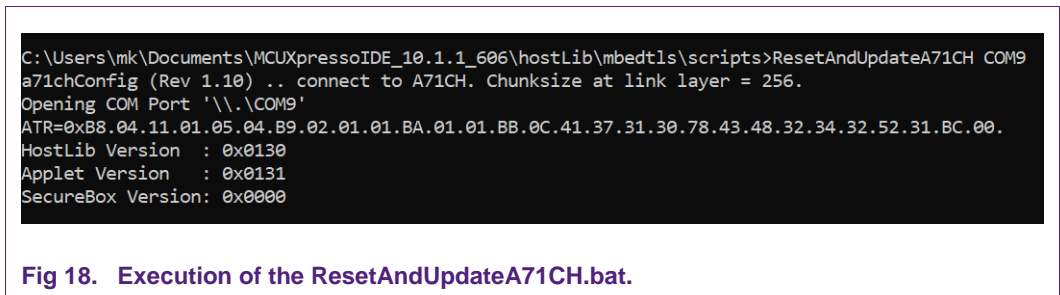 C:\Users\mk\Documents\MCUXpressoIDE_10.1.1_606\hostLib\mbedtls\scripts>ResetAndUpdateA71CH COM9
a71chConfig (Rev 1.10) .. connect to A71CH. Chunksize at link layer = 256.
Opening COM Port '\\.\COM9'
ATR=0xB8.04.11.01.05.04.B9.02.01.01.BA.01.01.BB.0C.41.37.31.30.78.43.48.32.34.32.52.31.BC.00.
HostLib Version  : 0x0130
Applet Version   : 0x0131
SecureBox Version: 0x0000
Fig 18. Execution of the ResetAndUpdateA71CH.bat.